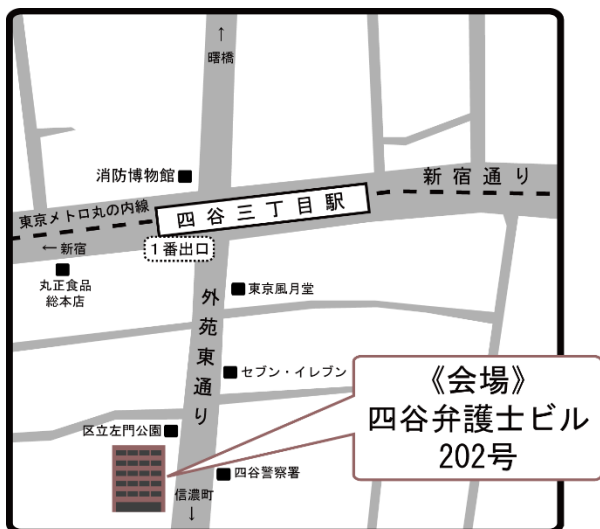 ↑
曙橋
消防博物館
新宿通り
東京メトロ丸の内線
四谷三丁目駅
1番出口
← 新宿
丸正食品
総本店
東京風月堂
外苑東通り
セブン・イレブン
《会場》
四谷弁護士ビル
202号
区立左門公園
四谷警察署
信濃町
↓